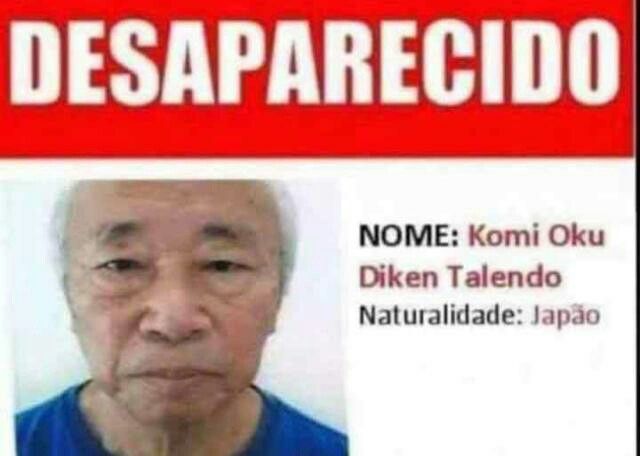 DESAPARECIDO
NOME: Komi Oku
Diken Talendo
Naturalidade: Japão